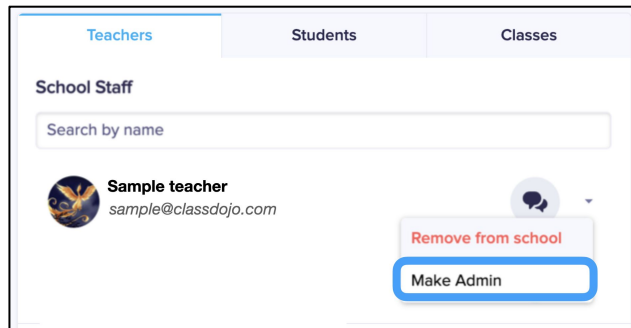 Teachers Students Classes
School Staff
Search by name
Sample teacher
sample@classdojo.com
Remove from school
Make Admin